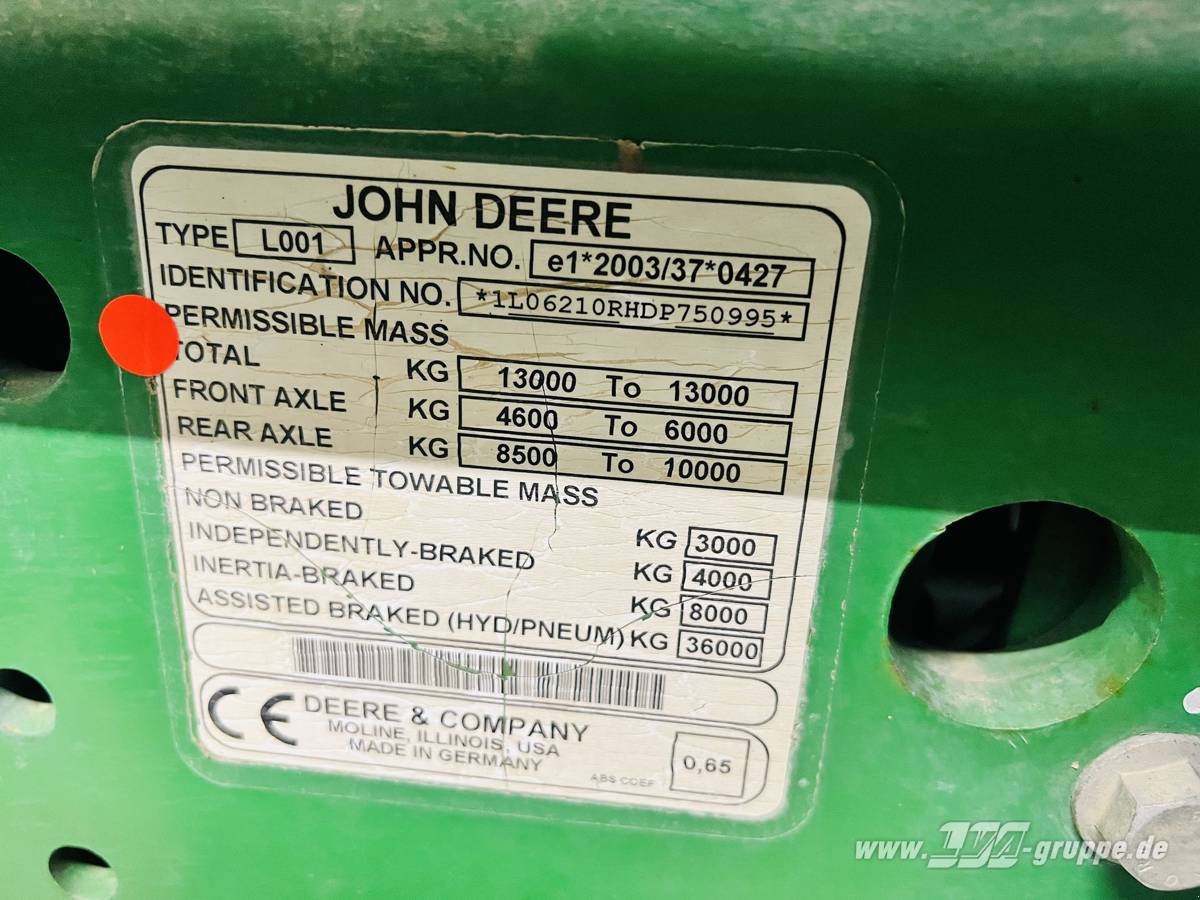 JOHN DEERE
TYPE L001 APPR.NO. e1*2003/37*0427
IDENTIFICATION NO. *1L06210RHDP750995*
PERMISSIBLE MASS
TOTAL KG 13000 To 13000
FRONT AXLE KG 4600 To 6000
REAR AXLE KG 8500 To 10000
PERMISSIBLE TOWABLE MASS
NON BRAKED KG 3000
INDEPENDENTLY-BRAKED KG 4000
INERTIA-BRAKED KG 8000
ASSISTED BRAKED (HYD/PNEUM) KG 36000
CE DEERE & COMPANY
MOLINE, ILLINOIS, USA
MADE IN GERMANY
ABS COEF 0,65
www.LVA-gruppe.de